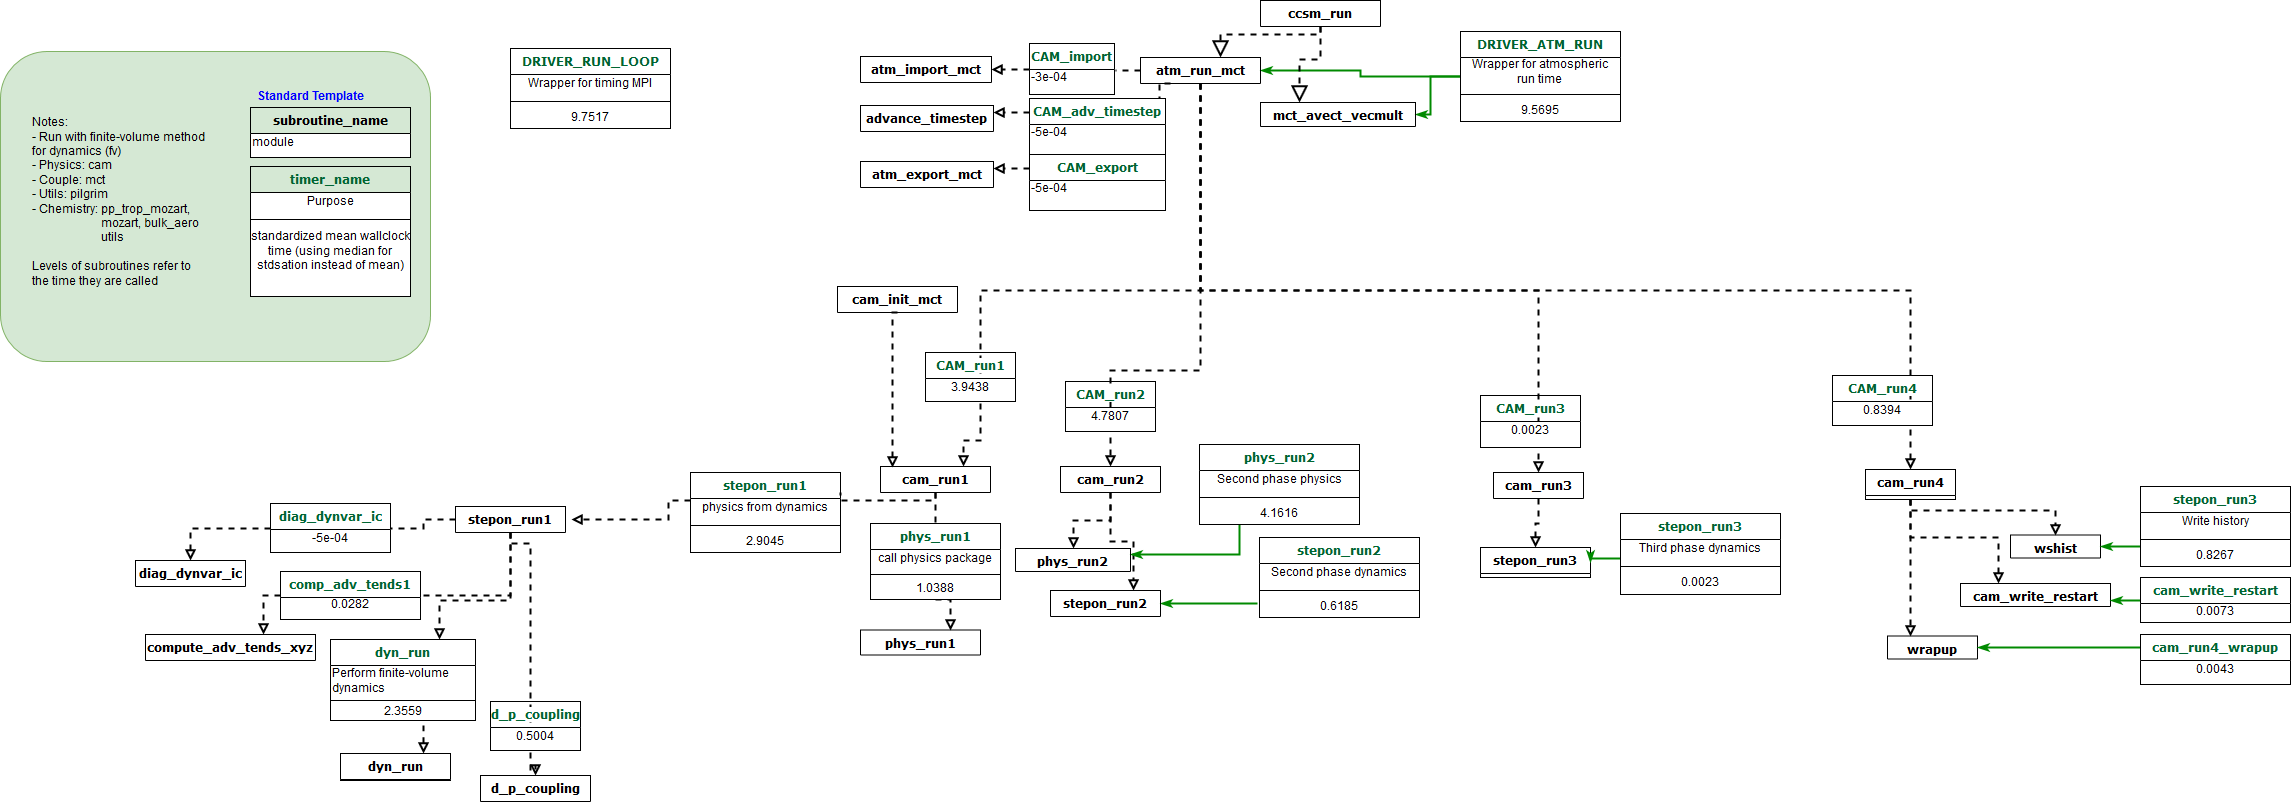 ccsm_run
DRIVER_RUN_LOOP
Wrapper for timing MPI
9.7517
CAM_import
-3e-04
atm_import_mct
atm_run_mct
DRIVER_ATM_RUN
Wrapper for atmospheric
run time
9.5695
mct_avect_vecmult
advance_timestep
CAM_adv_timestep
-5e-04
atm_export_mct
CAM_export
-5e-04
Notes:
- Run with finite-volume method
for dynamics (fv)
- Physics: cam
- Couple: mct
- Utils: pilgrim
- Chemistry: pp_trop_mozart,
mozart, bulk_aero
utils
Levels of subroutines refer to
the time they are called
Standard Template
subroutine_name
module
timer_name
Purpose
standardized mean wallclock
time (using median for
stdsation instead of mean)
cam_init_mct
CAM_run1
3.9438
CAM_run2
4.7807
CAM_run3
0.0023
CAM_run4
0.8394
cam_run1
cam_run2
cam_run3
cam_run4
stepon_run1
physics from dynamics
2.9045
phys_run2
Second phase physics
4.1616
diag_dynvar_ic
-5e-04
stepon_run1
phys_run1
call physics package
1.0388
phys_run2
stepon_run2
Second phase dynamics
0.6185
stepon_run3
stepon_run3
Third phase dynamics
0.0023
wshist
stepon_run3
Write history
0.8267
diag_dynvar_ic
comp_adv_tends1
0.0282
stepon_run2
cam_write_restart
cam_write_restart
0.0073
compute_adv_tends_xyz
dyn_run
Perform finite-volume
dynamics
2.3559
phys_run1
wrapup
cam_run4_wrapup
0.0043
d_p_coupling
0.5004
dyn_run
d_p_coupling